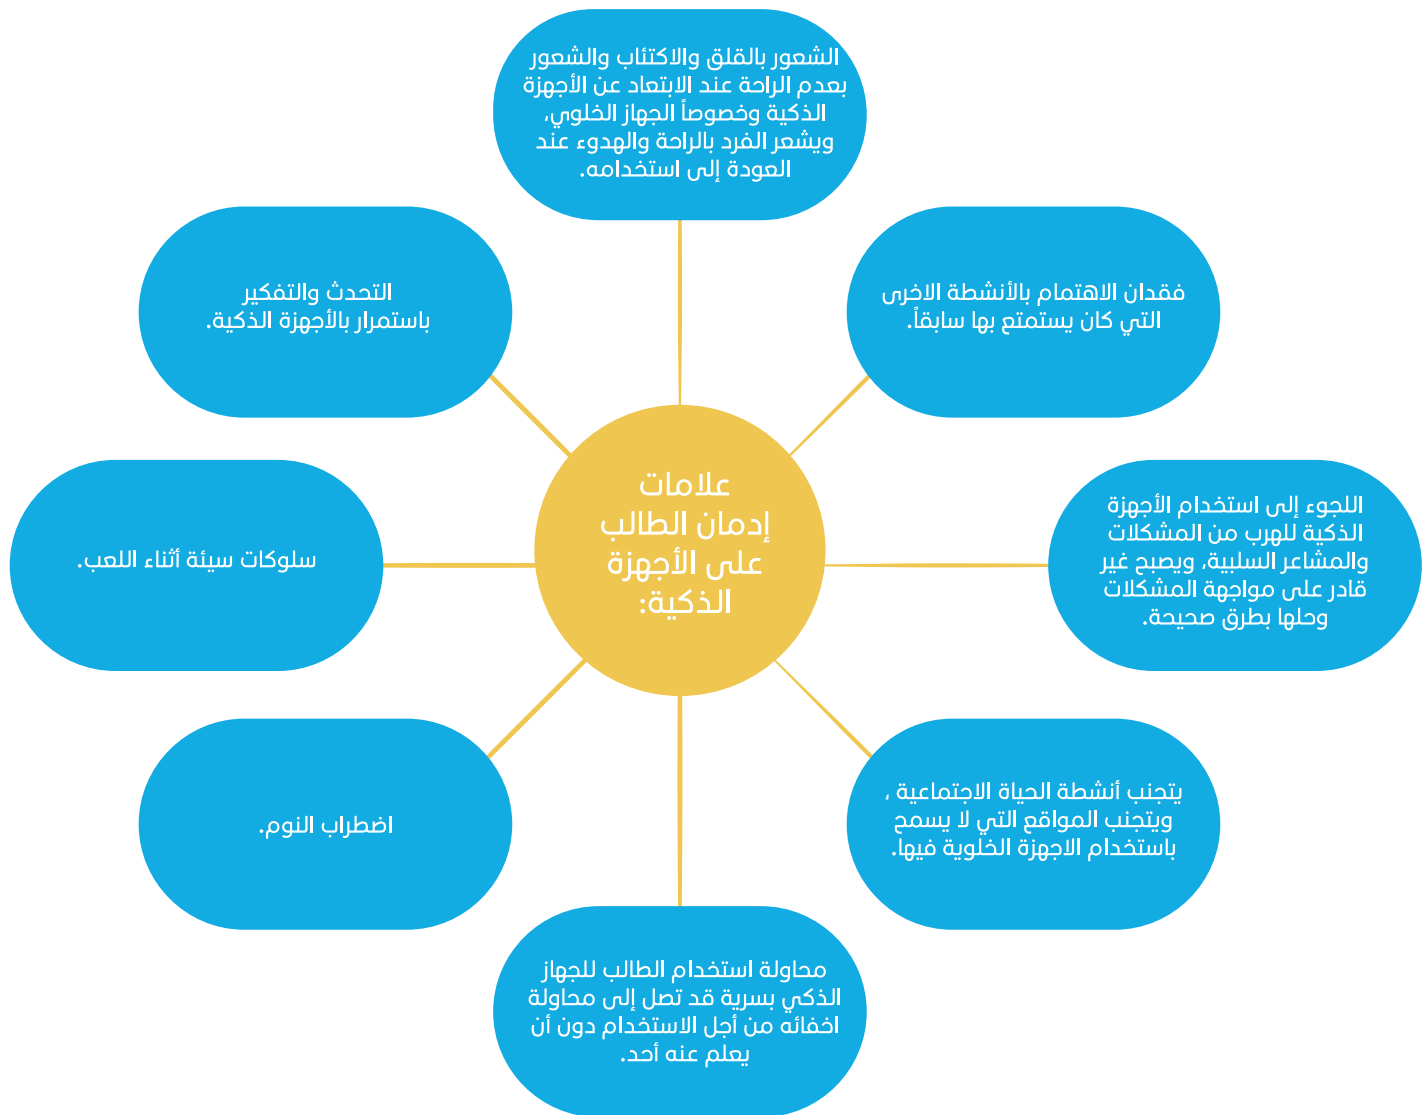 الشعور بالقلق والاكتئاب والشعور
بعدم الراحة عند الابتعاد عن الأجهزة
الذكية وخصوصاً الجهاز الخلوي،
ويشعر الفرد بالراحة والهدوء عند
العودة إلى استخدامه.
فقدان الاهتمام بالأنشطة الاخرى
التي كان يستمتع بها سابقاً.
التحدث والتفكير
باستمرار بالأجهزة الذكية.
علامات
إدمان الطالب
على الأجهزة
الذكية:
اللجوء إلى استخدام الأجهزة
الذكية للهرب من المشكلات
والمشاعر السلبية، ويصبح غير
قادر على مواجهة المشكلات
وحلها بطرق صحيحة.
سلوكات سيئة أثناء اللعب.
يتجنب أنشطة الحياة الاجتماعية ،
ويتجنب المواقع التي لا يسمح
باستخدام الاجهزة الخلوية فيها.
اضطراب النوم.
محاولة استخدام الطالب للجهاز
الذكي بسرية قد تصل إلى محاولة
اخفائه من أجل الاستخدام دون أن
يعلم عنه أحد.